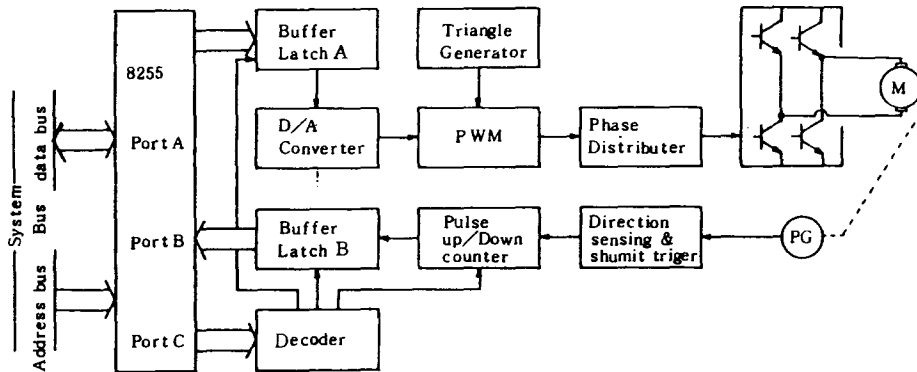 System
Bus
data bus
Address bus
8255
Port A
Port B
Port C
Buffer
Latch A
Triangle
Generator
D/A
Converter
PWM
Phase
Distributer
M
Buffer
Latch B
Pulse
up/Down
counter
Direction
sensing &
shumit triger
PG
Decoder